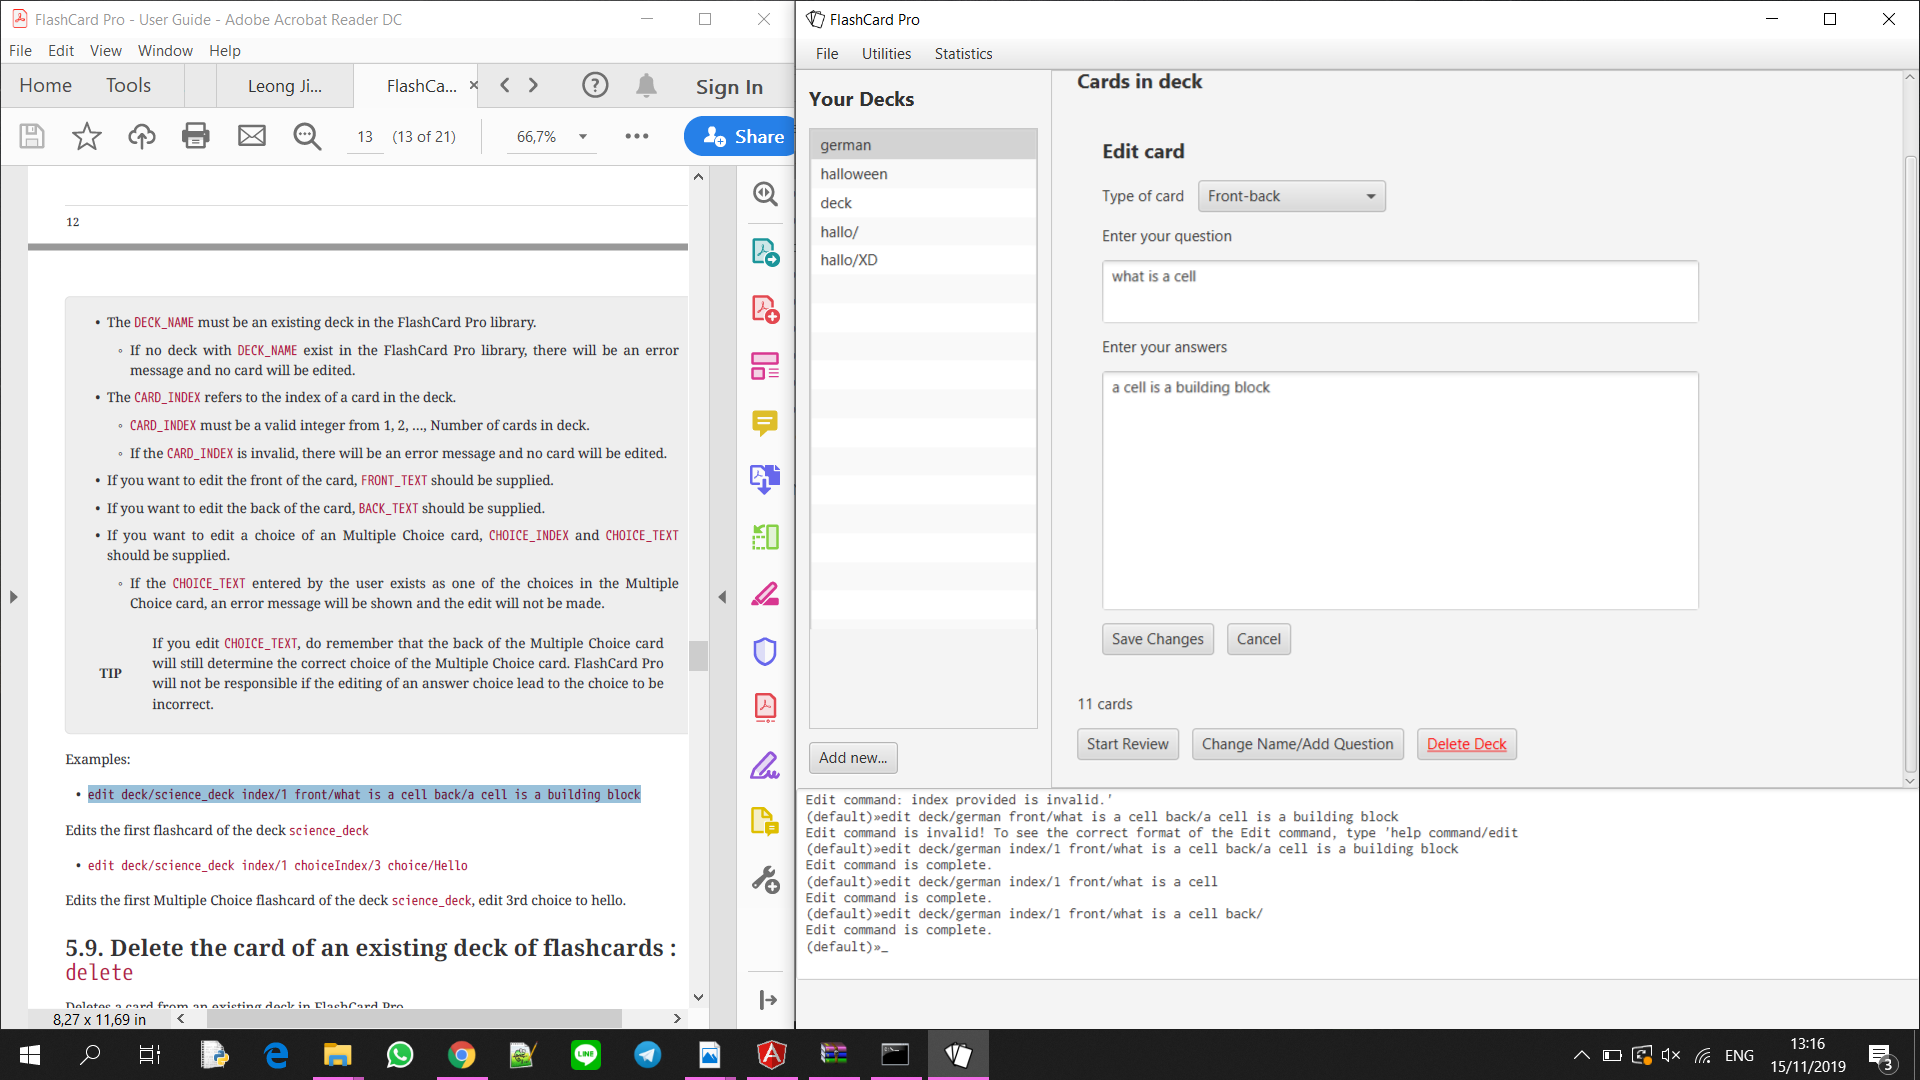 FlashCard Pro - User Guide - Adobe Acrobat Reader DC
File Edit View Window Help
Home Tools Leong Ji... FlashCa... Sign In
13 (13 of 21) 66,7% Share
12
• The DECK_NAME must be an existing deck in the FlashCard Pro library.
◦ If no deck with DECK_NAME exist in the FlashCard Pro library, there will be an error
message and no card will be edited.
• The CARD_INDEX refers to the index of a card in the deck.
◦ CARD_INDEX must be a valid integer from 1, 2, ..., Number of cards in deck.
◦ If the CARD_INDEX is invalid, there will be an error message and no card will be edited.
• If you want to edit the front of the card, FRONT_TEXT should be supplied.
• If you want to edit the back of the card, BACK_TEXT should be supplied.
• If you want to edit a choice of an Multiple Choice card, CHOICE_INDEX and CHOICE_TEXT
should be supplied.
◦ If the CHOICE_TEXT entered by the user exists as one of the choices in the Multiple
Choice card, an error message will be shown and the edit will not be made.
TIP
If you edit CHOICE_TEXT, do remember that the back of the Multiple Choice card
will still determine the correct choice of the Multiple Choice card. FlashCard Pro
will not be responsible if the editing of an answer choice lead to the choice to be
incorrect.
Examples:
• edit deck/science_deck index/1 front/what is a cell back/a cell is a building block
Edits the first flashcard of the deck science_deck
• edit deck/science_deck index/1 choiceIndex/3 choice/Hello
Edits the first Multiple Choice flashcard of the deck science_deck, edit 3rd choice to hello.
5.9. Delete the card of an existing deck of flashcards :
delete
Deletes a card from an existing deck in FlashCard Pro
8,27 x 11,69 in
FlashCard Pro
File Utilities Statistics
Your Decks
german
halloween
deck
hallo/
hallo/XD
Add new...
Cards in deck
Edit card
Type of card Front-back
Enter your question
what is a cell
Enter your answers
a cell is a building block
Save Changes Cancel
11 cards
Start Review Change Name/Add Question Delete Deck
Edit command: index provided is invalid.'
(default)»edit deck/german front/what is a cell back/a cell is a building block
Edit command is invalid! To see the correct format of the Edit command, type 'help command/edit
(default)»edit deck/german index/1 front/what is a cell back/a cell is a building block
Edit command is complete.
(default)»edit deck/german index/1 front/what is a cell
Edit command is complete.
(default)»edit deck/german index/1 front/what is a cell back/
Edit command is complete.
(default)»_
LINE
ENG
13:16
15/11/2019
3